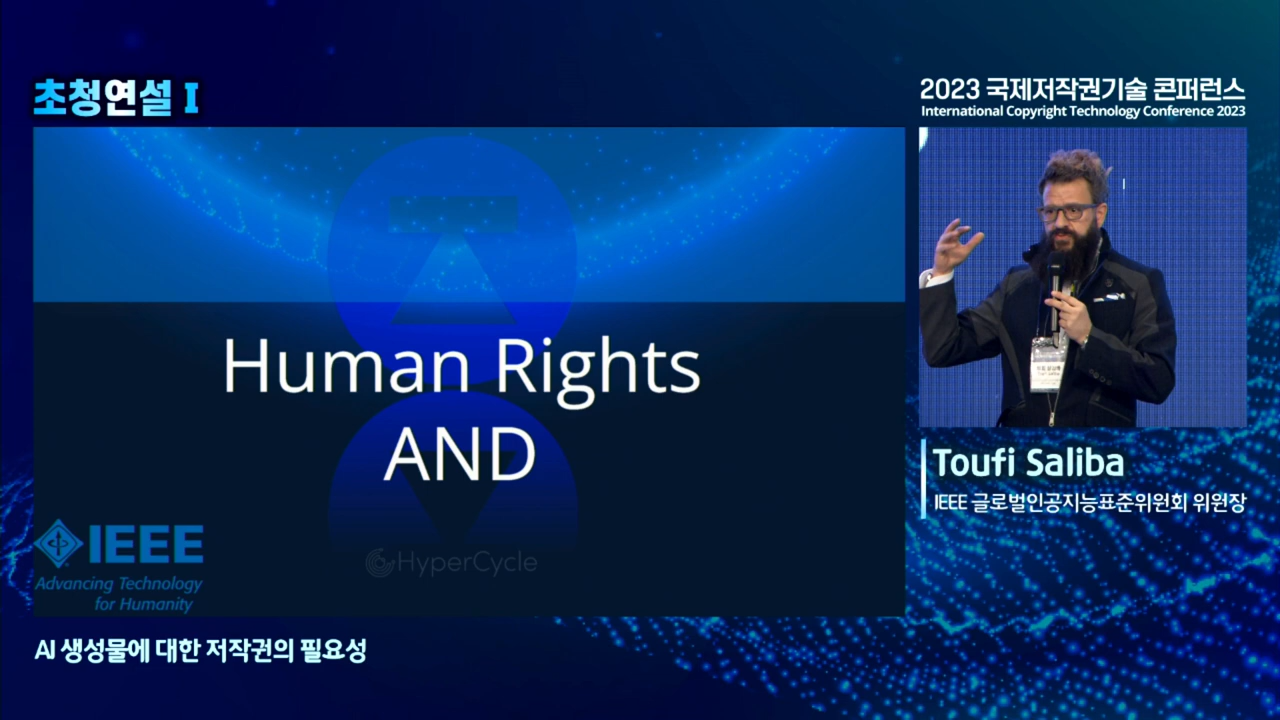 초청연설 I
2023 국제저작권기술 콘퍼런스
International Copyright Technology Conference 2023
Human Rights
AND
IEEE
Advancing Technology
for Humanity
HyperCycle
Toufi Saliba
IEEE 글로벌인공지능표준위원회 위원장
AI 생성물에 대한 저작권의 필요성